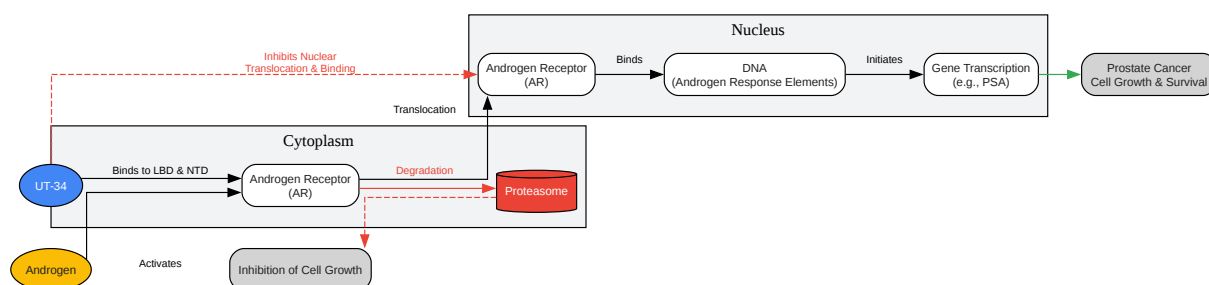 Nucleus
Inhibits Nuclear
Translocation & Binding
Androgen Receptor
(AR)
Binds
DNA
(Androgen Response Elements)
Initiates
Gene Transcription
(e.g., PSA)
Prostate Cancer
Cell Growth & Survival
Translocation
Cytoplasm
UT-34
Binds to LBD & NTD
Androgen Receptor
(AR)
Degradation
Proteasome
Androgen
Activates
Inhibition of Cell Growth